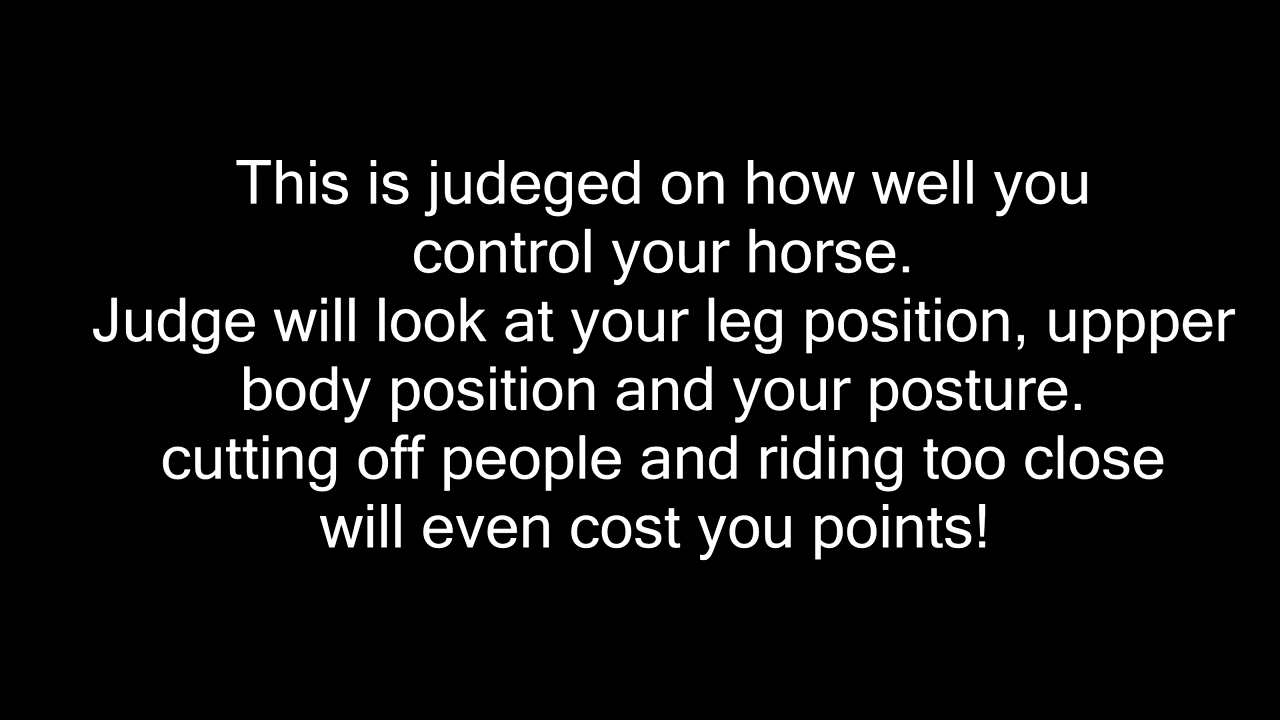 This is judeged on how well you
control your horse.
Judge will look at your leg position, uppper
body position and your posture.
cutting off people and riding too close
will even cost you points!